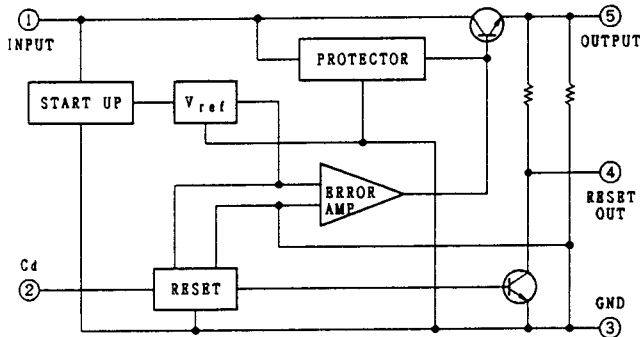 1
INPUT
5
OUTPUT
PROTECTOR
START UP
Vref
ERROR
AMP
4
RESET
OUT
Cd
2
RESET
GND
3